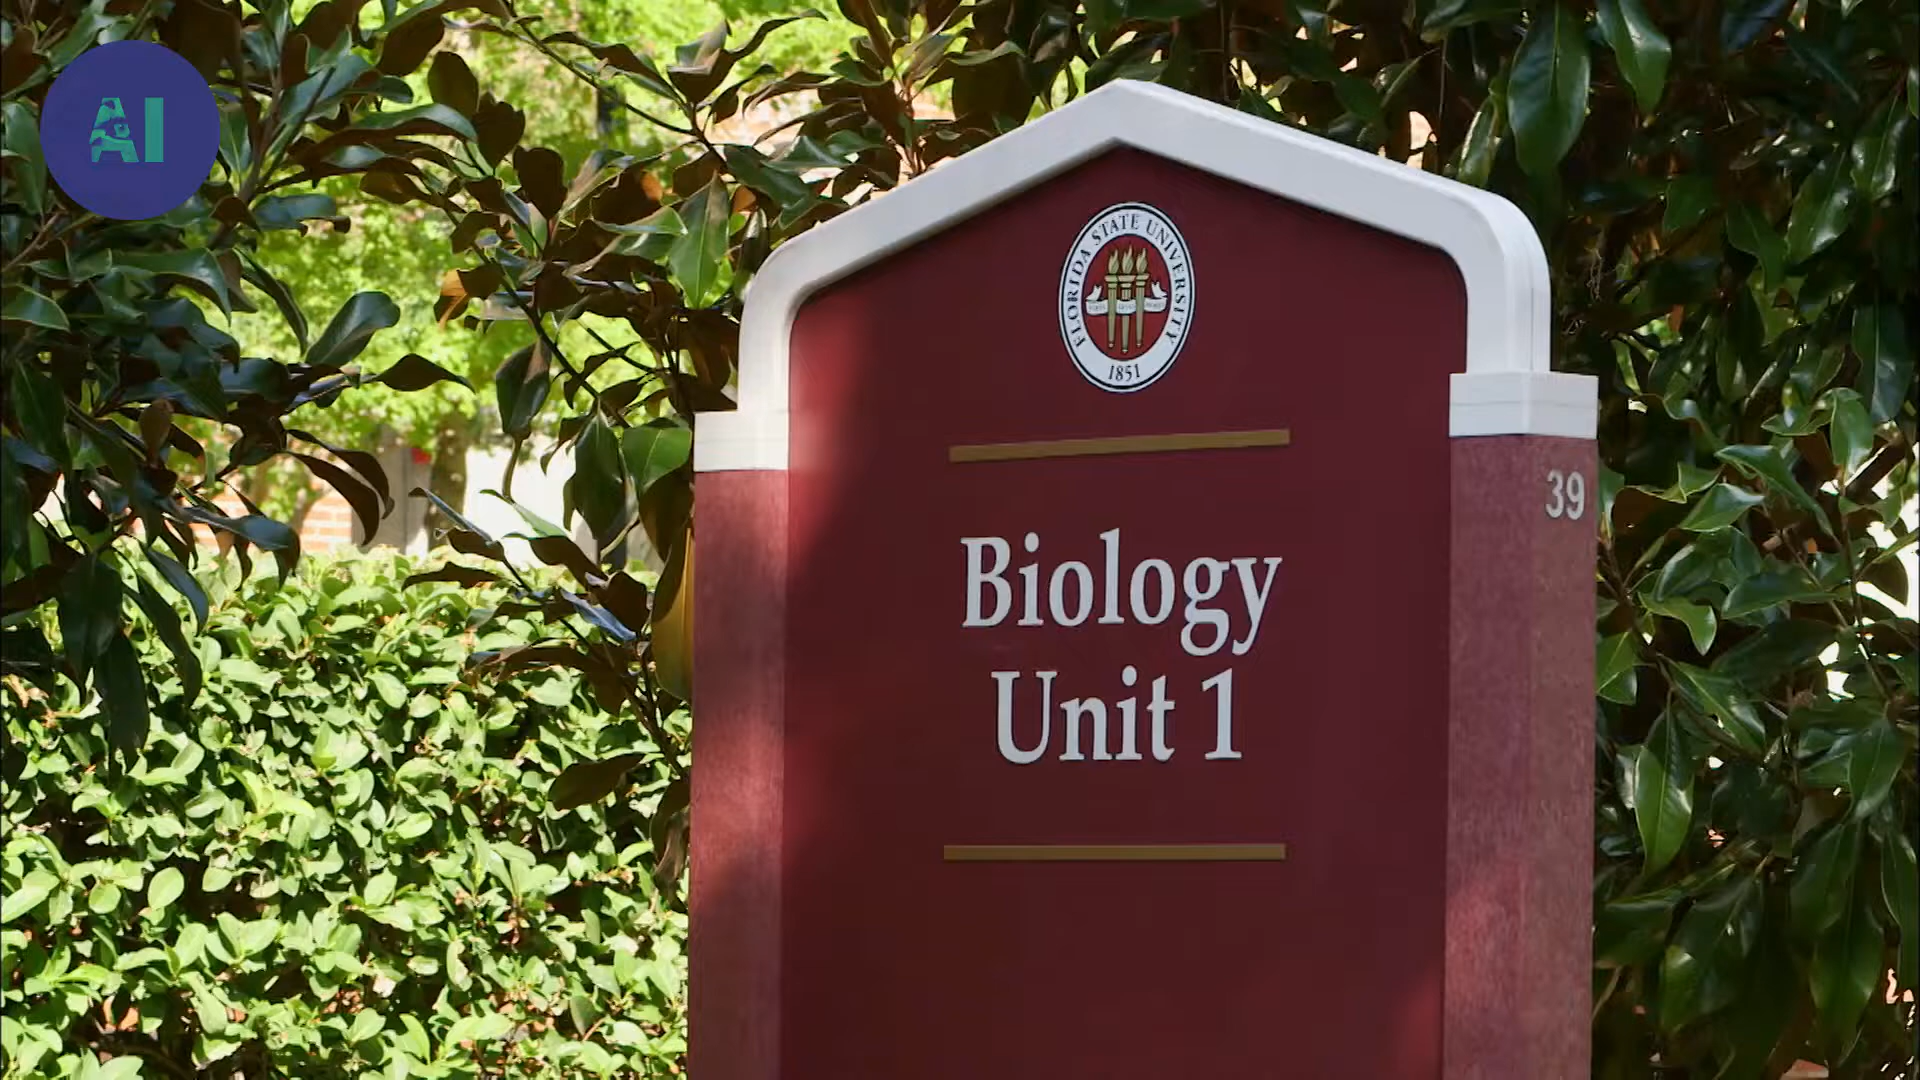 AI
FLORIDA STATE UNIVERSITY
1851
39
Biology
Unit 1